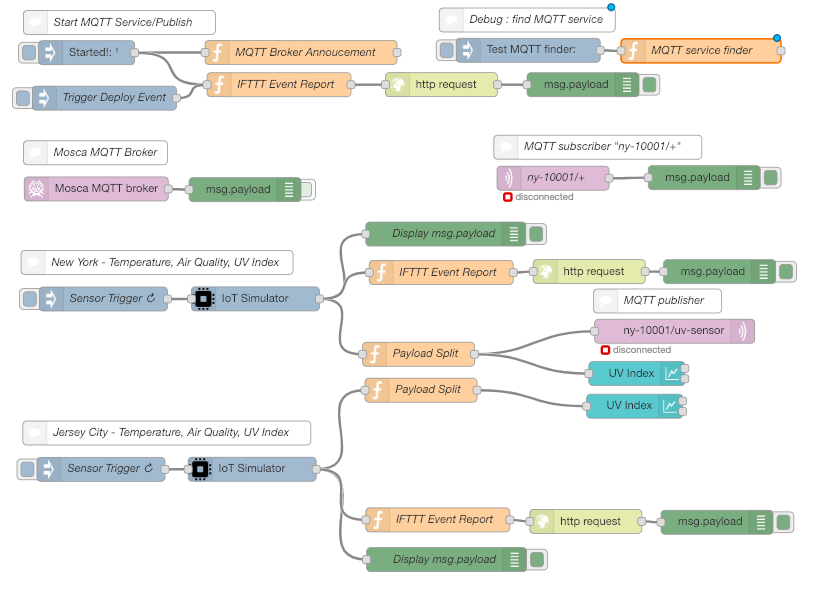 Start MQTT Service/Publish
Debug : find MQTT service
Started!: ¹
MQTT Broker Annoucement
Test MQTT finder:
MQTT service finder
Trigger Deploy Event
IFTTT Event Report
http request
msg.payload
Mosca MQTT Broker
MQTT subscriber "ny-10001/+"
Mosca MQTT broker
msg.payload
ny-10001/+
msg.payload
disconnected
Display msg.payload
New York - Temperature, Air Quality, UV Index
IFTTT Event Report
http request
msg.payload
Sensor Trigger ↻
IoT Simulator
MQTT publisher
ny-10001/uv-sensor
disconnected
Payload Split
UV Index
Payload Split
UV Index
Jersey City - Temperature, Air Quality, UV Index
Sensor Trigger ↻
IoT Simulator
IFTTT Event Report
http request
msg.payload
Display msg.payload